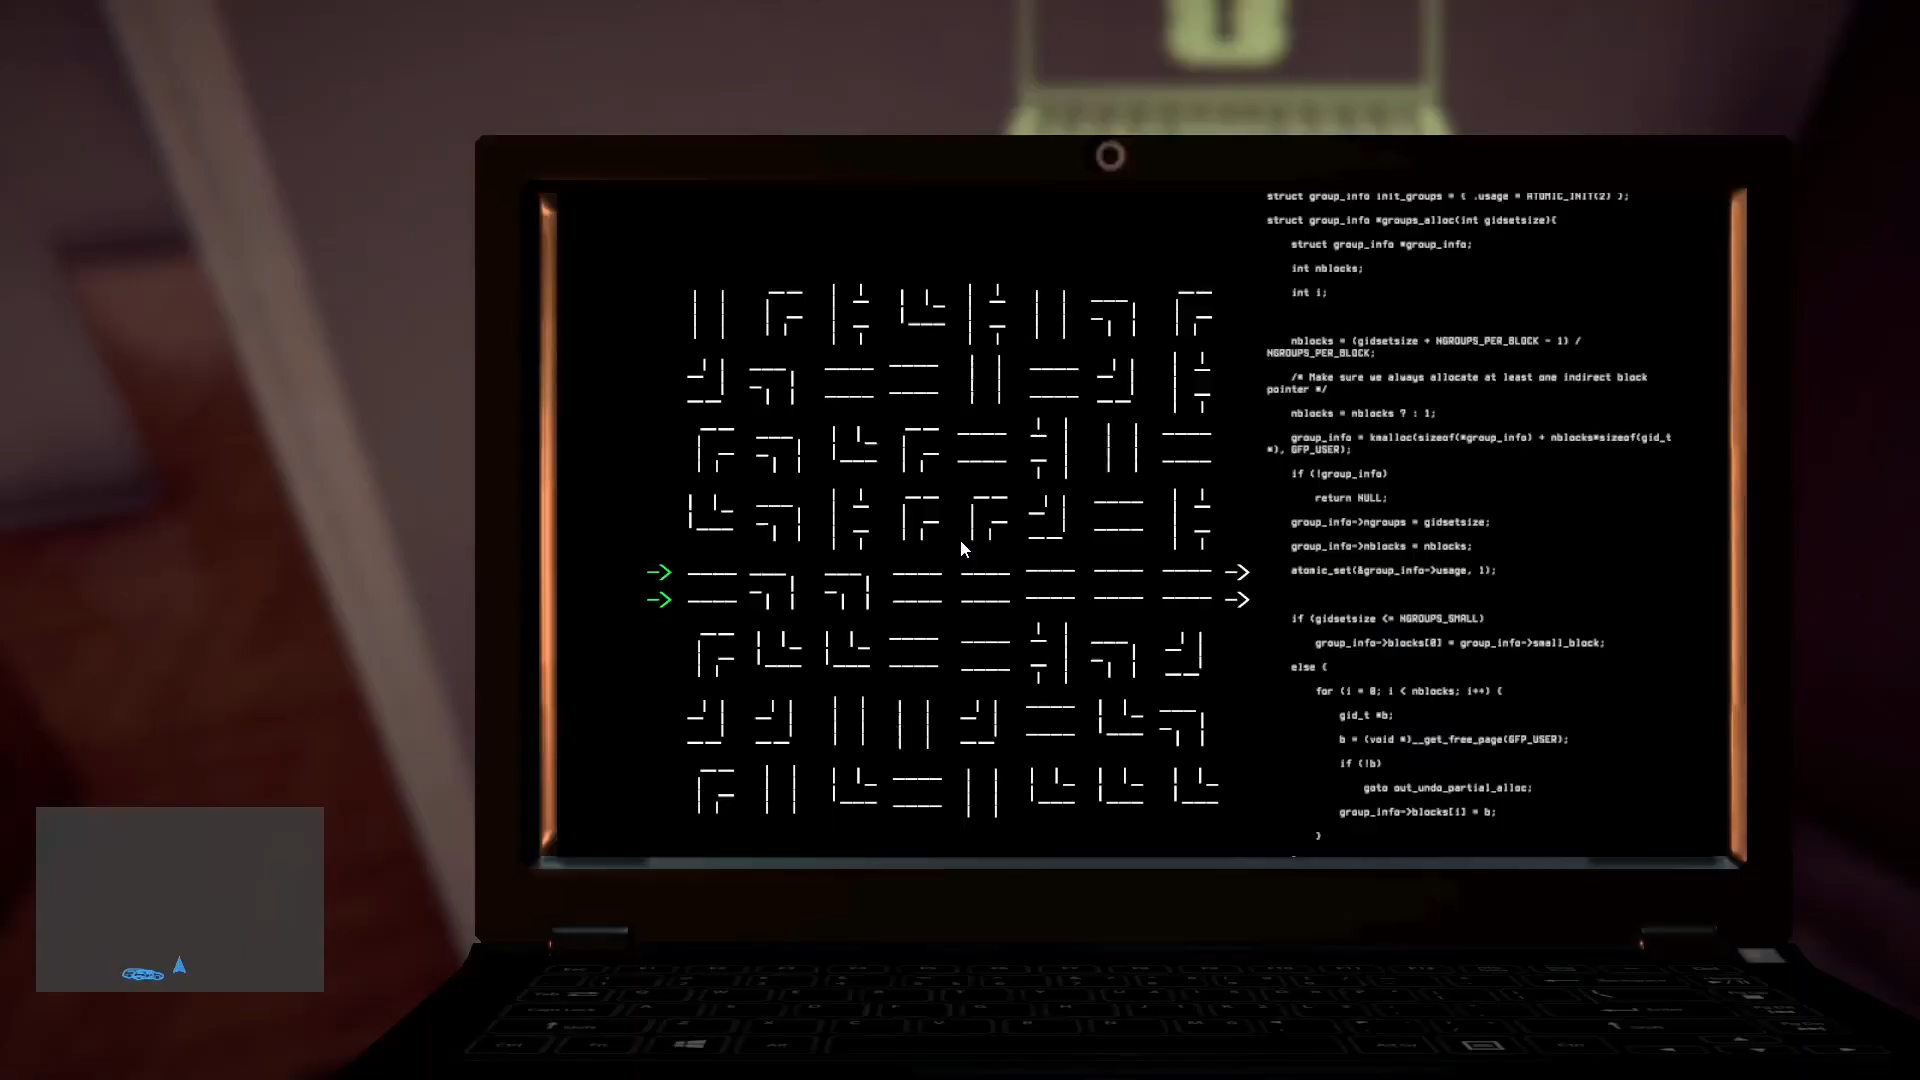 struct group_info init_groups = { .usage = ATOMIC_INIT(2) };
struct group_info *groups_alloc(int gidsetsize){
struct group_info *group_info;
int nblocks;
int i;
nblocks = (gidsetsize + NGROUPS_PER_BLOCK - 1) /
NGROUPS_PER_BLOCK;
/* Make sure we always allocate at least one indirect block
pointer */
nblocks = nblocks ? : 1;
group_info = kmalloc(sizeof(*group_info) + nblocks*sizeof(gid_t
*), GFP_USER);
if (!group_info)
return NULL;
group_info->ngroups = gidsetsize;
group_info->nblocks = nblocks;
atomic_set(&group_info->usage, 1);
if (gidsetsize <= NGROUPS_SMALL)
group_info->blocks[0] = group_info->small_block;
else {
for (i = 0; i < nblocks; i++) {
gid_t *b;
b = (void *)__get_free_page(GFP_USER);
if (!b)
goto out_undo_partial_alloc;
group_info->blocks[i] = b;
}